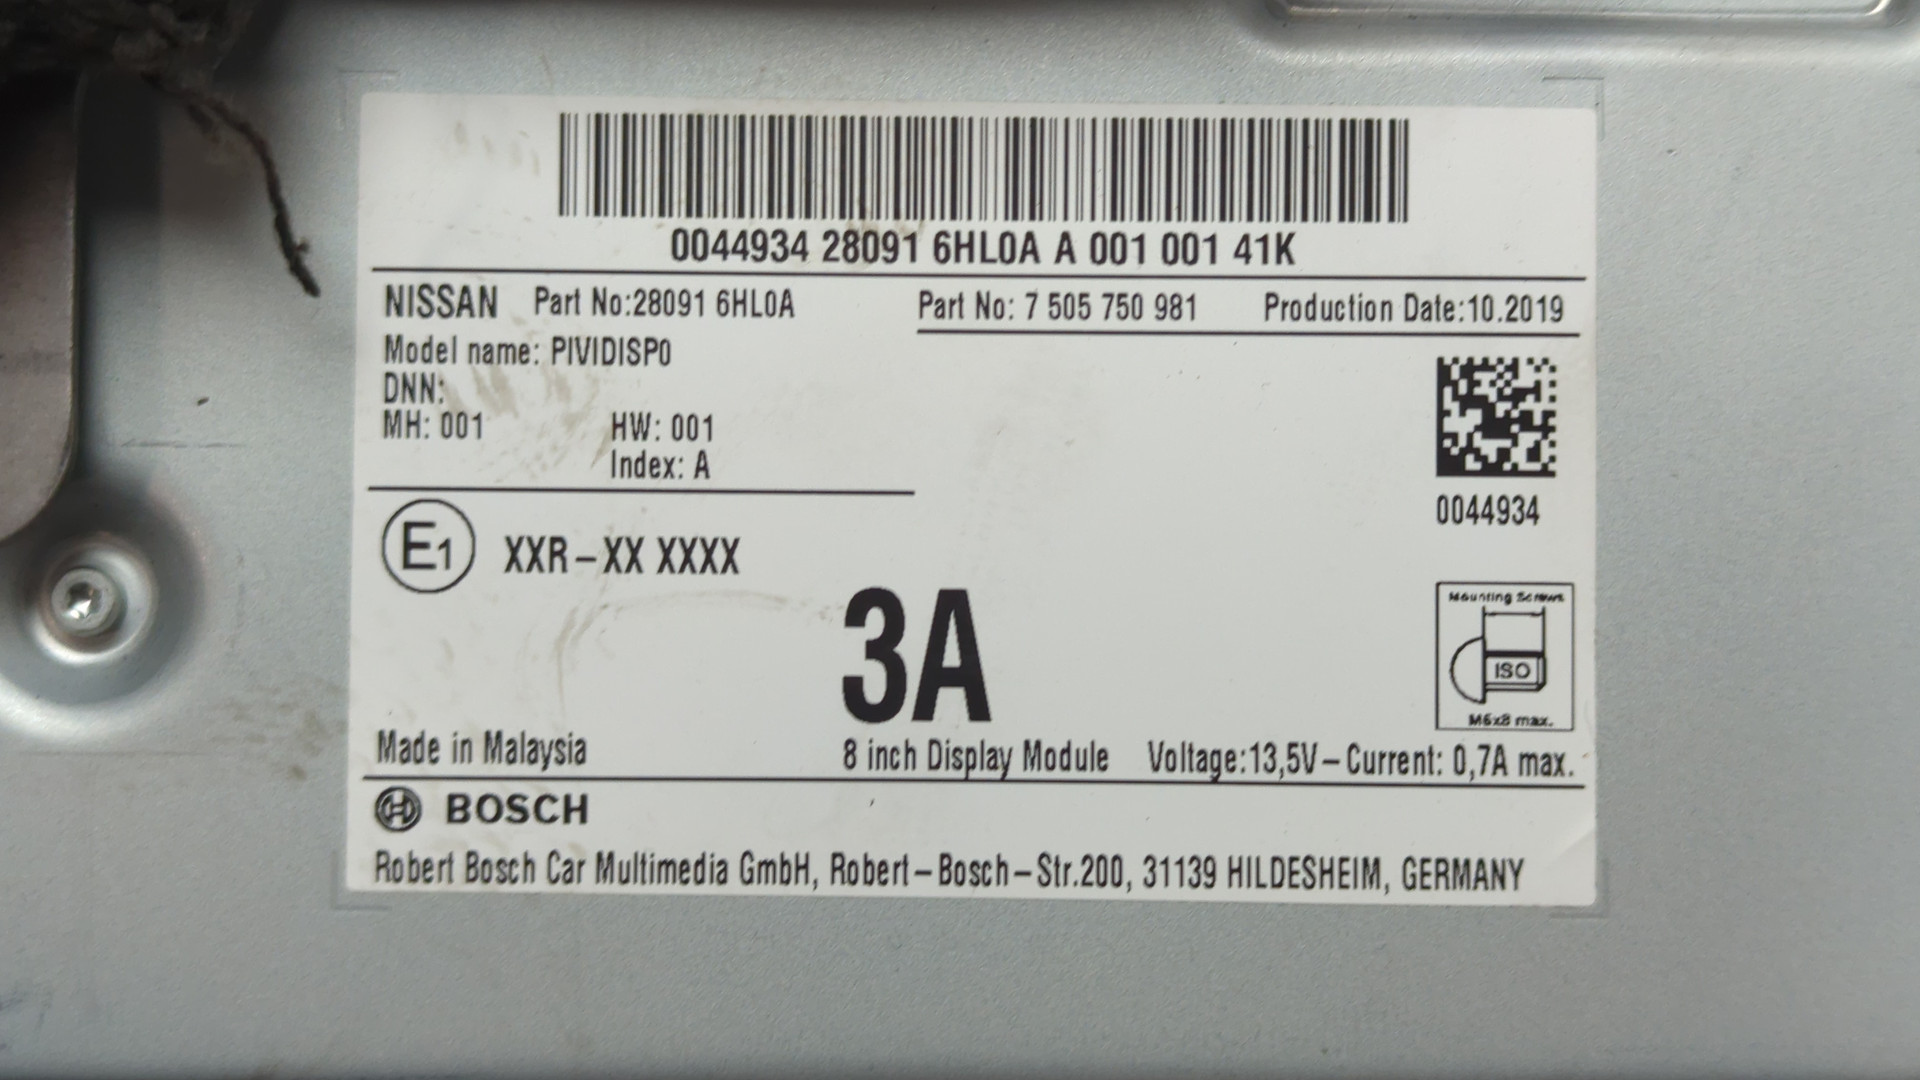 0044934 28091 6HL0A A 001 001 41K
NISSAN Part No:28091 6HL0A Part No: 7 505 750 981 Production Date:10.2019
Model name: PIVIDISP0
DNN:
MH: 001 HW: 001
Index: A
0044934
E1 XXR-XX XXXX
3A
Mounting Screws
ISO
M6x8 max.
Made in Malaysia 8 inch Display Module Voltage:13,5V-Current: 0,7A max.
BOSCH
Robert Bosch Car Multimedia GmbH, Robert-Bosch-Str.200, 31139 HILDESHEIM, GERMANY